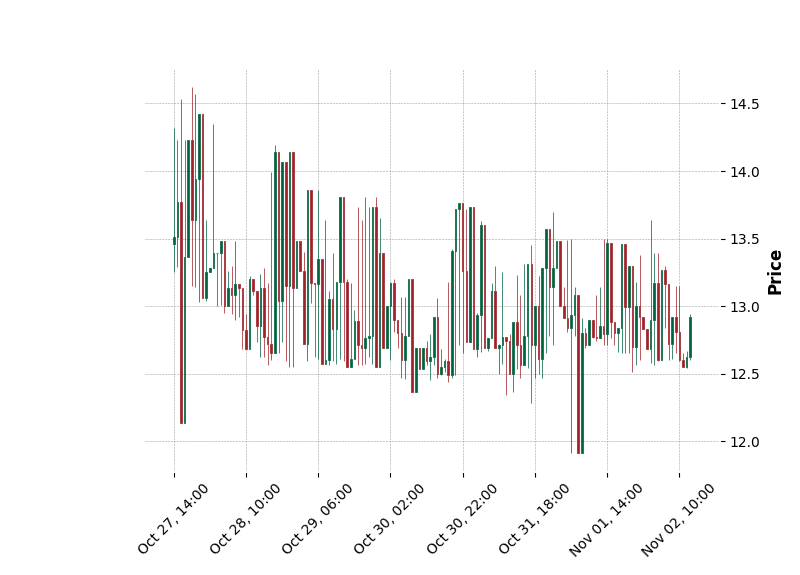 14.5
14.0
13.5
13.0
12.5
12.0
Price
Oct 27, 14:00
Oct 28, 10:00
Oct 29, 06:00
Oct 30, 02:00
Oct 30, 22:00
Oct 31, 18:00
Nov 01, 14:00
Nov 02, 10:00